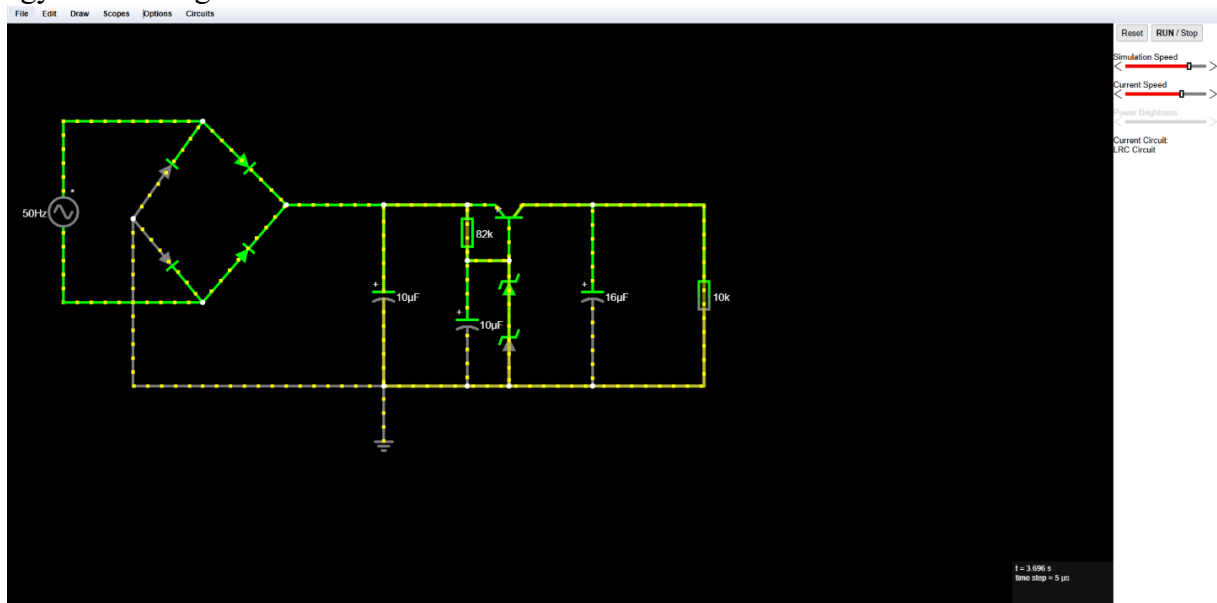 File Edit Draw Scopes Options Circuits
Reset RUN / Stop
Simulation Speed
Current Speed
Power Brightness
Current Circuit:
LRC Circuit
50Hz
82k
+
10µF
+
10µF
+
16µF
10k
t = 3.696 s
time step = 5 µs